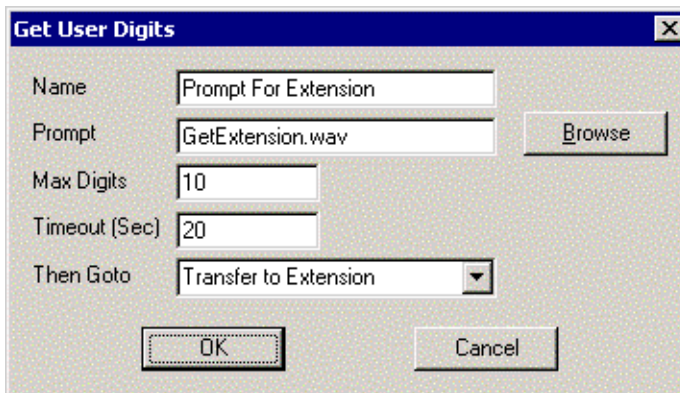 Get User Digits
Name Prompt For Extension
Prompt GetExtension.wav Browse
Max Digits 10
Timeout (Sec) 20
Then Goto Transfer to Extension
OK Cancel